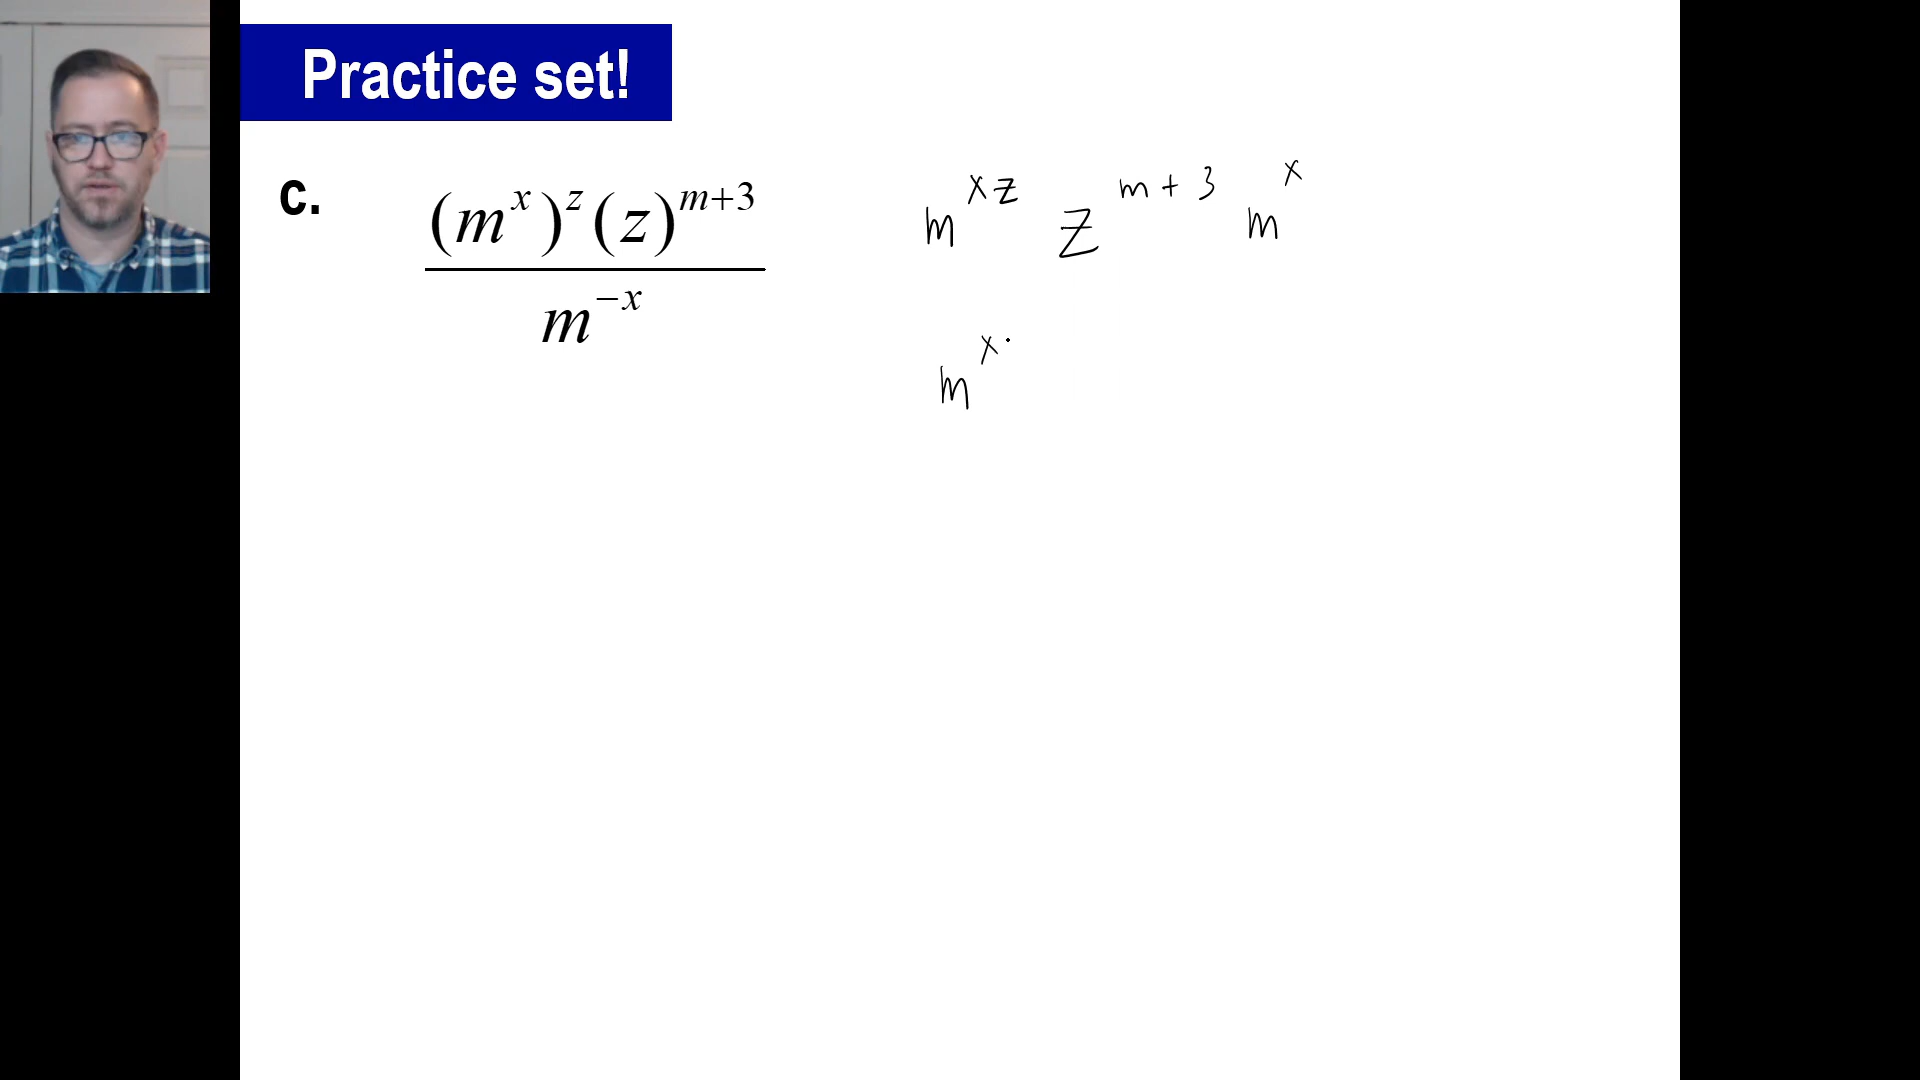 Practice set!
c. (m^x)^z (z)^{m+3} / m^{-x}
m^{xz} z^{m+3} m^x
m^{x·}